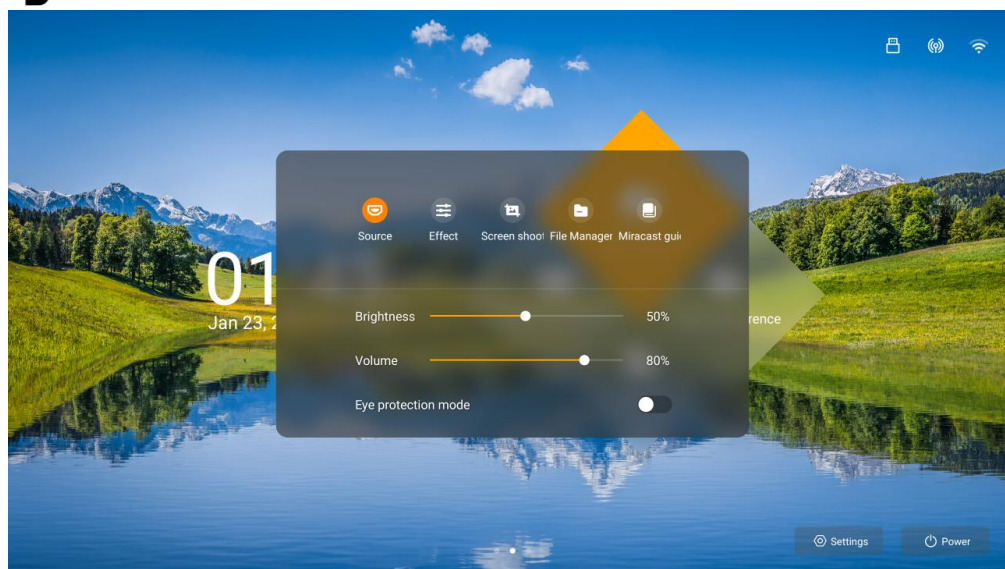 Source Effect Screen shoot File Manager Miracast gui
01
Jan 23, 2
rence
Brightness 50%
Volume 80%
Eye protection mode
Settings Power